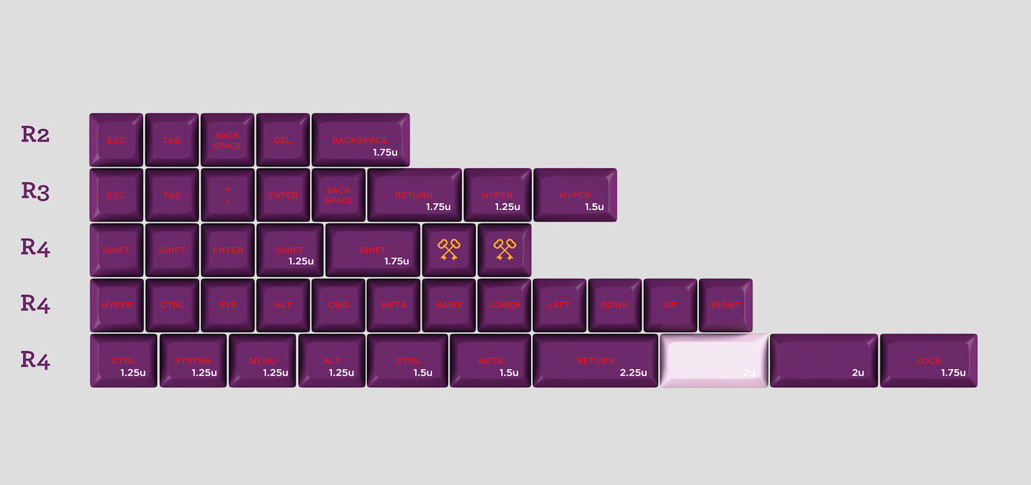 R2
ESC TAB BACK SPACE DEL BACKSPACE 1.75u
R3
ESC TAB " ' ENTER BACK SPACE RETURN 1.75u HYPER 1.25u HYPER 1.5u
R4
SHIFT SHIFT ENTER SHIFT 1.25u SHIFT 1.75u
R4
HYPER CTRL SYS ALT CMD META RAISE LOWER LEFT DOWN UP RIGHT
R4
CTRL 1.25u SYSTEM 1.25u MENU 1.25u ALT 1.25u CTRL 1.5u META 1.5u RETURN 2.25u 2u 2u LOCK 1.75u